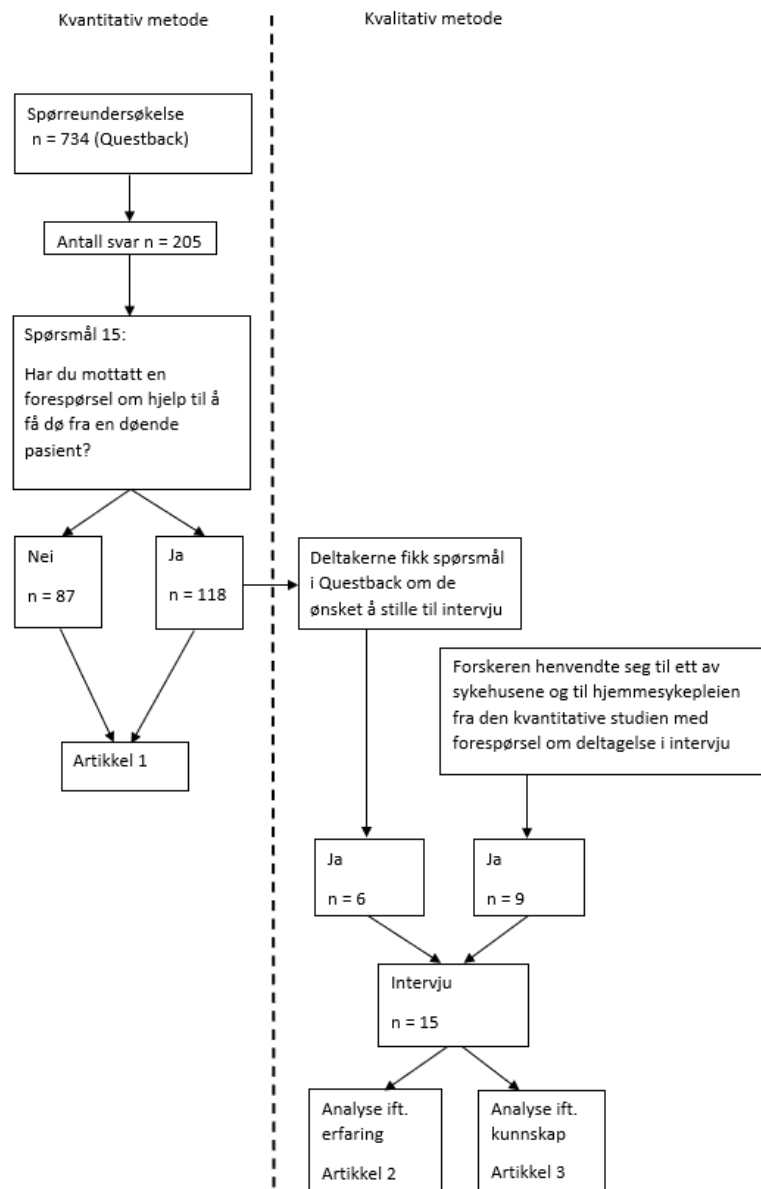 Kvantitativ metode
Kvalitativ metode
Spørreundersøkelse
n = 734 (Questback)
Antall svar n = 205
Spørsmål 15:
Har du mottatt en
forespørsel om hjelp til å
få dø fra en døende
pasient?
Nei
n = 87
Ja
n = 118
Deltakerne fikk spørsmål
i Questback om de
ønsket å stille til intervju
Forskeren henvendte seg til ett av
sykehusene og til hjemmesykepleien
fra den kvantitative studien med
forespørsel om deltagelse i intervju
Artikkel 1
Ja
n = 6
Ja
n = 9
Intervju
n = 15
Analyse ift.
erfaring
Artikkel 2
Analyse ift.
kunnskap
Artikkel 3